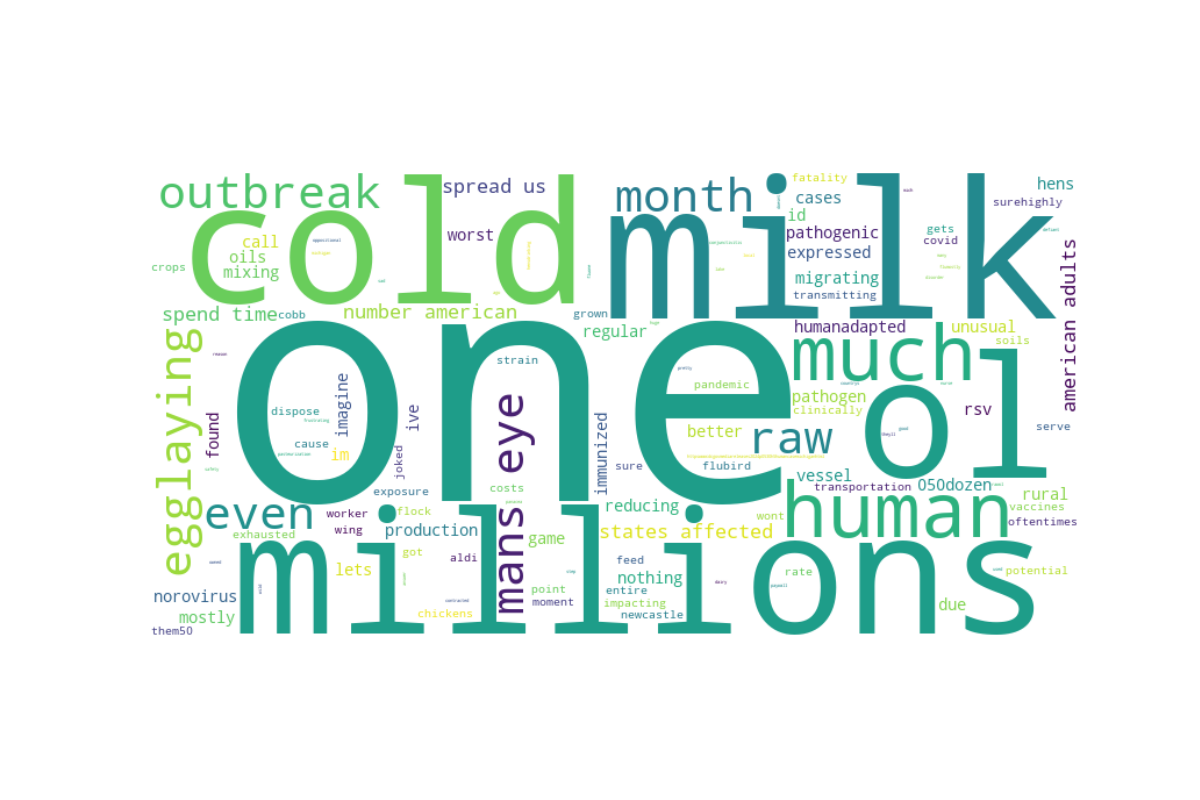 outbreak
cold
milk
month
spread us
worst
call
oils
mixing
crops
fatality
cases
id
pathogenic
expressed
migrating
transmitting
hens
surehighly
gets
covid
american adults
spend time
cobb
number american
grown
regular
humanadapted
unusual
soils
one
much
ol
egglaying
found
dispose
imagine
ive
cause
im
joked
exposure
strain
mans eye
immunized
pandemic
pathogen
clinically
better
raw
rsv
serve
sure
flubird
vessel
transportation
050dozen
rural
vaccines
oftentimes
human
even
exhausted
worker
wing
flock
production
costs
reducing
states affected
wont
game
got
aldi
lets
feed
nothing
entire
rate
potential
millions
norovirus
mostly
them50
chickens
point
moment
impacting
newcastle
due